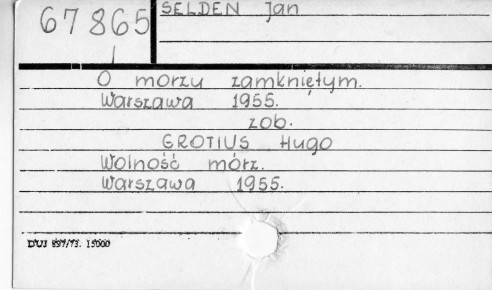 67865
SELDEN Jan
O morzu zamkniętym.
Warszawa 1955.
zob.
GROTIUS Hugo
Wolność mórz.
Warszawa 1955.
DUJ 897/73. 15000